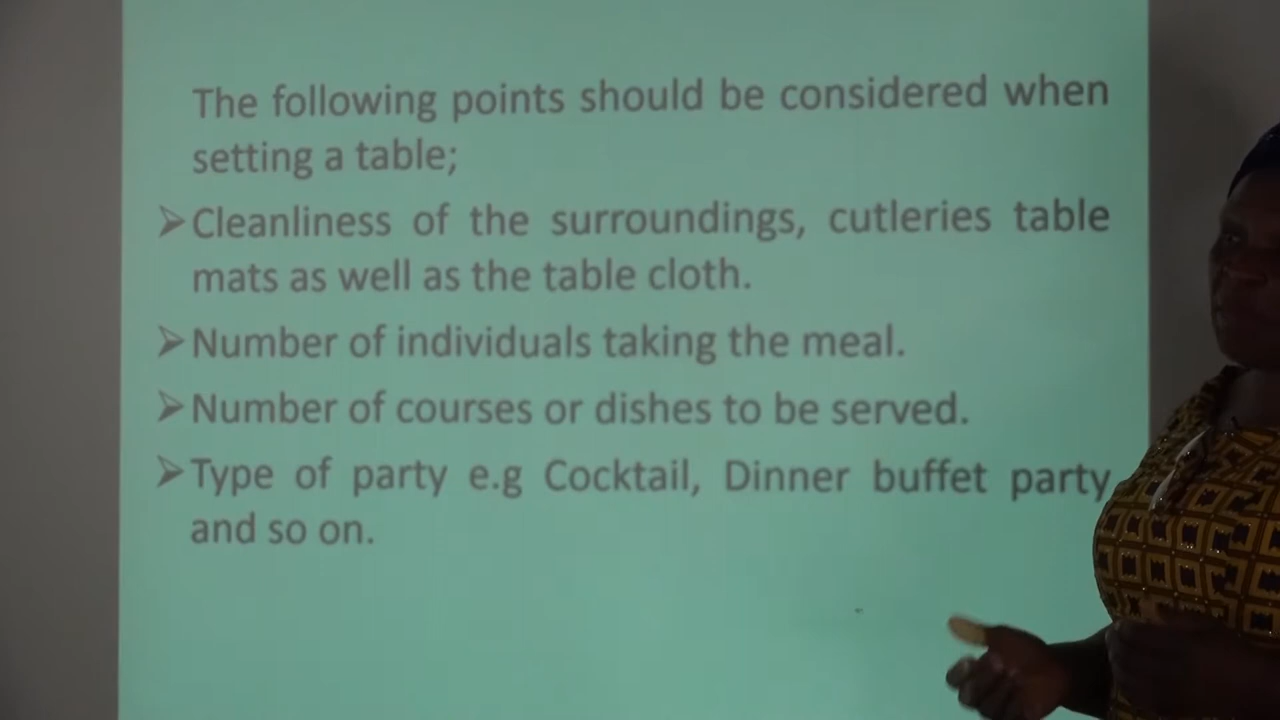 The following points should be considered when
setting a table;
➢Cleanliness of the surroundings, cutleries table
mats as well as the table cloth.
➢Number of individuals taking the meal.
➢Number of courses or dishes to be served.
➢Type of party e.g Cocktail, Dinner buffet party
and so on.